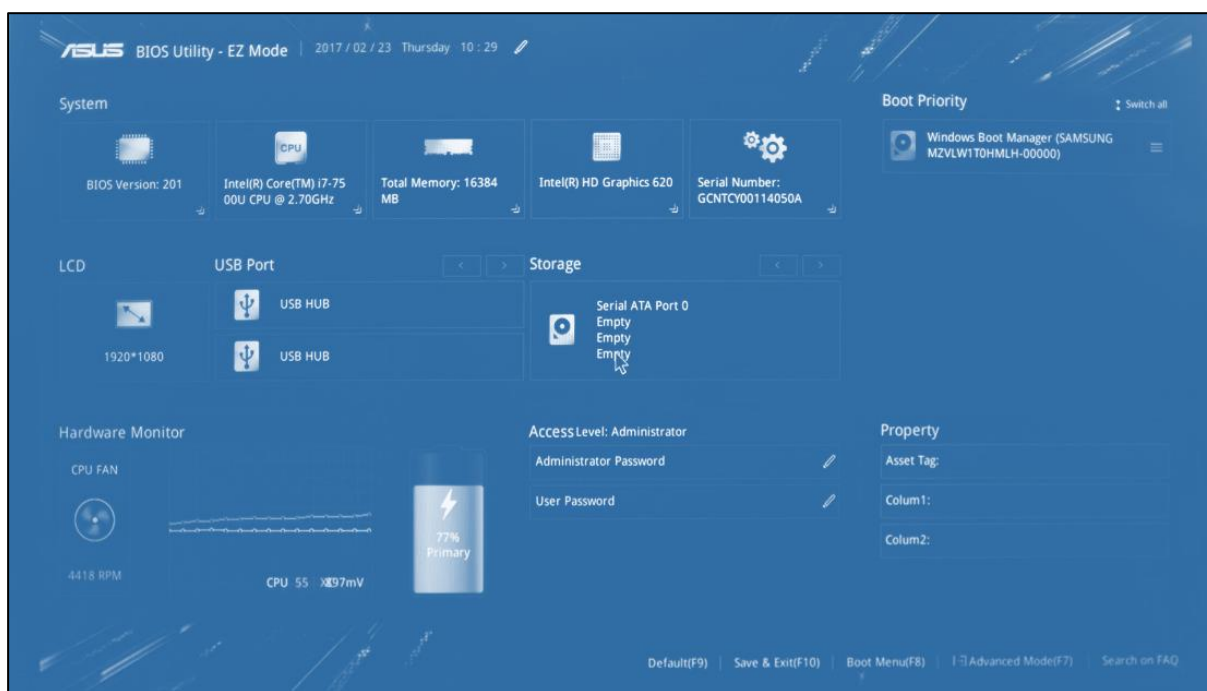 ASUS BIOS Utility - EZ Mode 2017 / 02 / 23 Thursday 10 : 29
System
BIOS Version: 201
CPU
Intel(R) Core(TM) i7-75
00U CPU @ 2.70GHz
Total Memory: 16384
MB
Intel(R) HD Graphics 620
Serial Number:
GCNTCY00114050A
Boot Priority
Switch all
Windows Boot Manager (SAMSUNG
MZVLW1T0HMLH-00000)
LCD
1920*1080
USB Port
USB HUB
USB HUB
Storage
Serial ATA Port 0
Empty
Empty
Empty
Hardware Monitor
CPU FAN
4418 RPM
CPU 55
77%
Primary
Access Level: Administrator
Administrator Password
User Password
Property
Asset Tag:
Colum1:
Colum2:
Default(F9) Save & Exit(F10) Boot Menu(F8) Advanced Mode(F7) Search on FAQ